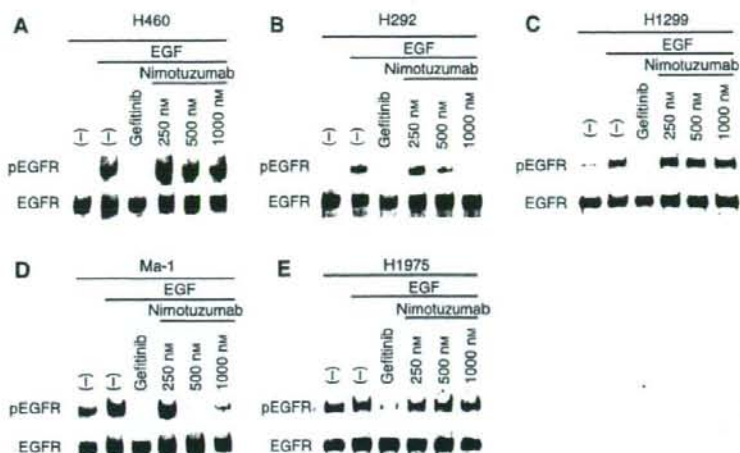 A
H460
EGF
Nimotuzumab
(–)
(–)
Gefitinib
250 nM
500 nM
1000 nM
pEGFR
EGFR
B
H292
EGF
Nimotuzumab
(–)
(–)
Gefitinib
250 nM
500 nM
1000 nM
pEGFR
EGFR
C
H1299
EGF
Nimotuzumab
(–)
(–)
Gefitinib
250 nM
500 nM
1000 nM
pEGFR
EGFR
D
Ma-1
EGF
Nimotuzumab
(–)
(–)
Gefitinib
250 nM
500 nM
1000 nM
pEGFR
EGFR
E
H1975
EGF
Nimotuzumab
(–)
(–)
Gefitinib
250 nM
500 nM
1000 nM
pEGFR
EGFR